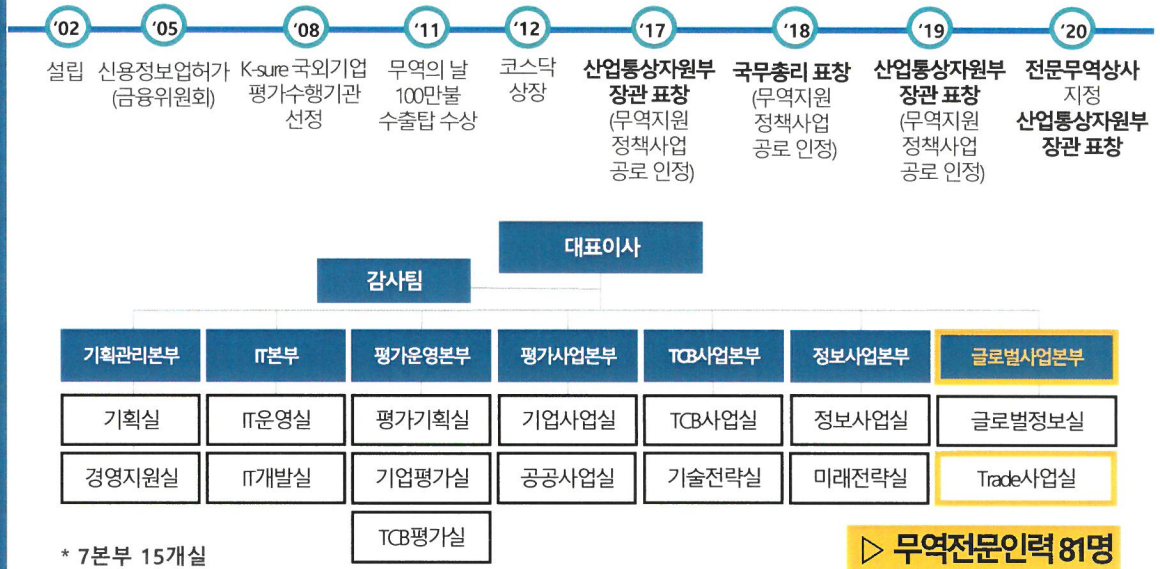 '02 '05 '08 '11 '12 '17 '18 '19 '20
설립 신용정보업허가 K-sure 국외기업 무역의 날 코스닥 산업통상자원부 국무총리 표창 산업통상자원부 전문무역상사
(금융위원회) 평가수행기관 100만불 상장 장관 표창 (무역지원 장관 표창 지정
선정 수출탑 수상 (무역지원 정책사업 (무역지원 산업통상자원부
정책사업 공로 인정) 정책사업 장관 표창
공로 인정) 공로 인정)
대표이사
감사팀
기획관리본부 IT본부 평가운영본부 평가사업본부 TCB사업본부 정보사업본부 글로벌사업본부
기획실 IT운영실 평가기획실 기업사업실 TCB사업실 정보사업실 글로벌정보실
경영지원실 IT개발실 기업평가실 공공사업실 기술전략실 미래전략실 Trade사업실
TCB평가실
* 7본부 15개실
▷ 무역전문인력 81명